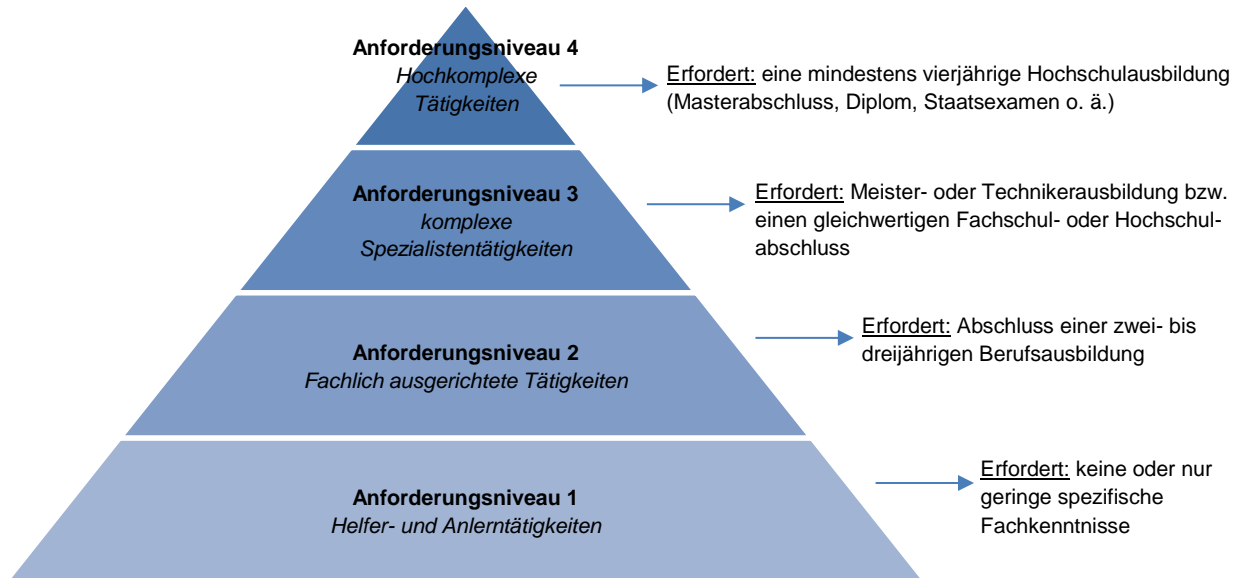 Anforderungsniveau 4
Hochkomplexe
Tätigkeiten
Erfordert: eine mindestens vierjährige Hochschulausbildung
(Masterabschluss, Diplom, Staatsexamen o. ä.)
Anforderungsniveau 3
komplexe
Spezialistentätigkeiten
Erfordert: Meister- oder Technikerausbildung bzw.
einen gleichwertigen Fachschul- oder Hochschul-
abschluss
Anforderungsniveau 2
Fachlich ausgerichtete Tätigkeiten
Erfordert: Abschluss einer zwei- bis
dreijährigen Berufsausbildung
Anforderungsniveau 1
Helfer- und Anlerntätigkeiten
Erfordert: keine oder nur
geringe spezifische
Fachkenntnisse